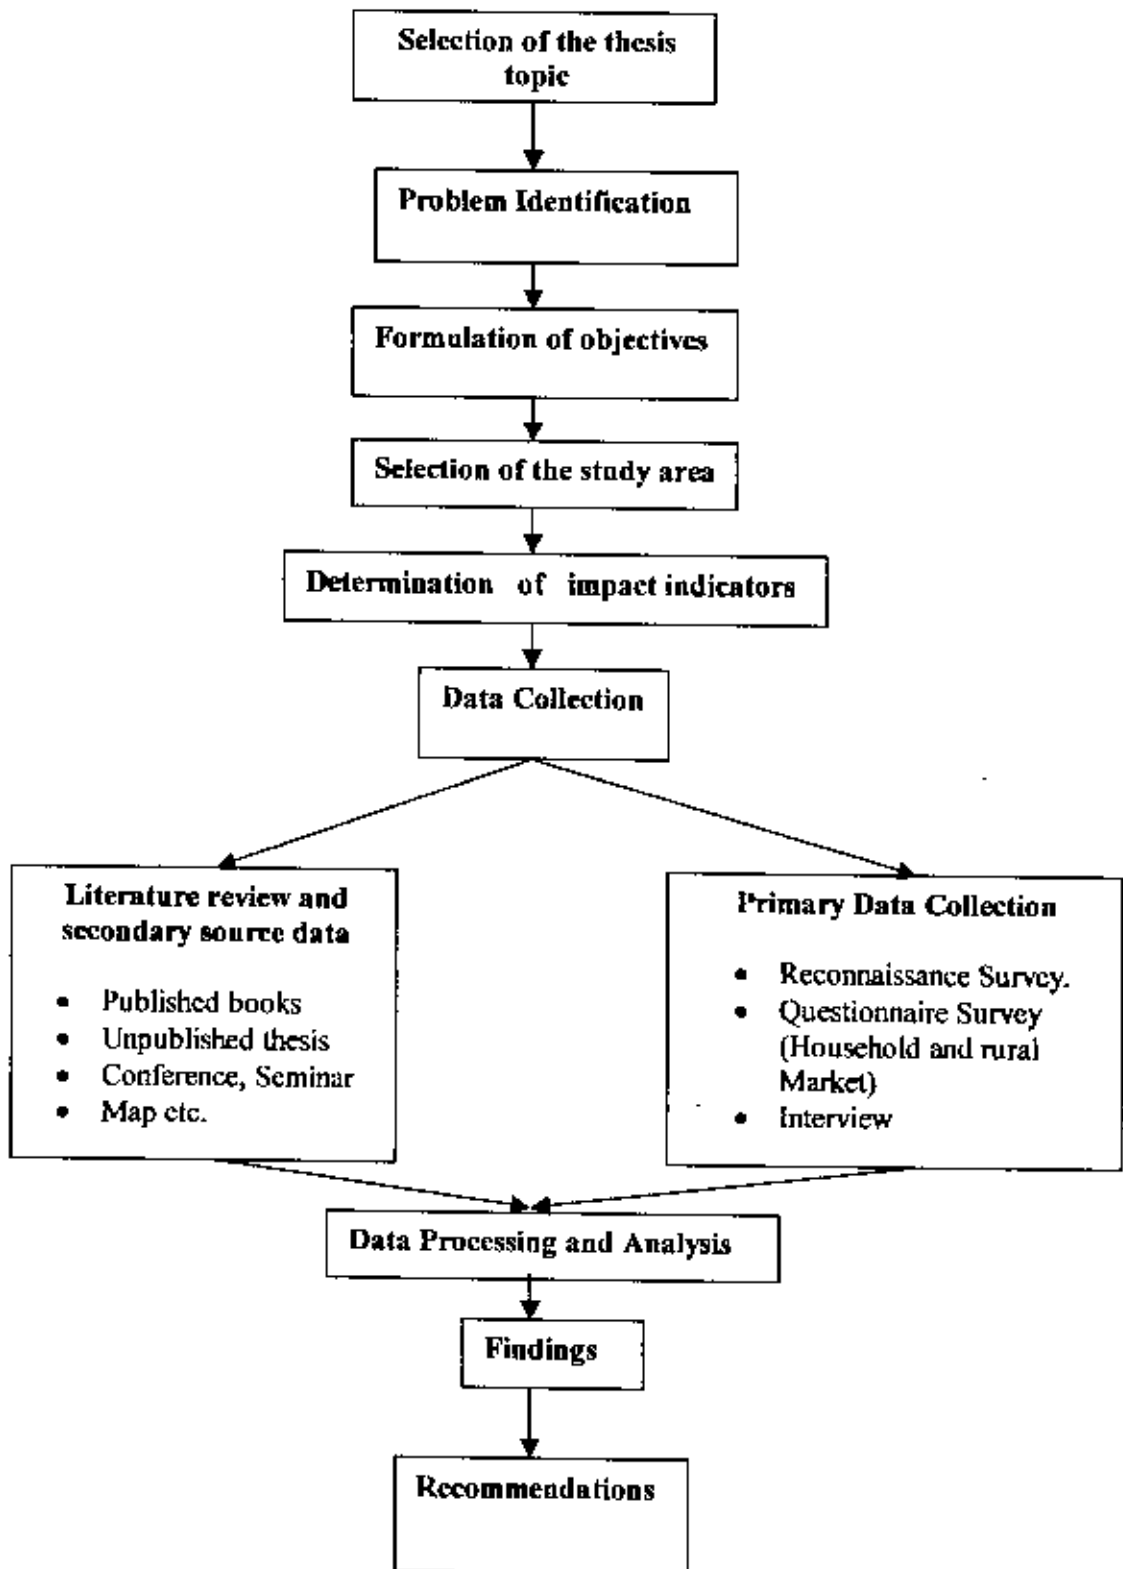 Selection of the thesis
topic
Problem Identification
Formulation of objectives
Selection of the study area
Determination of impact indicators
Data Collection
Literature review and
secondary source data
• Published books
• Unpublished thesis
• Conference, Seminar
• Map etc.
Primary Data Collection
• Reconnaissance Survey.
• Questionnaire Survey
(Household and rural
Market)
• Interview
Data Processing and Analysis
Findings
Recommendations